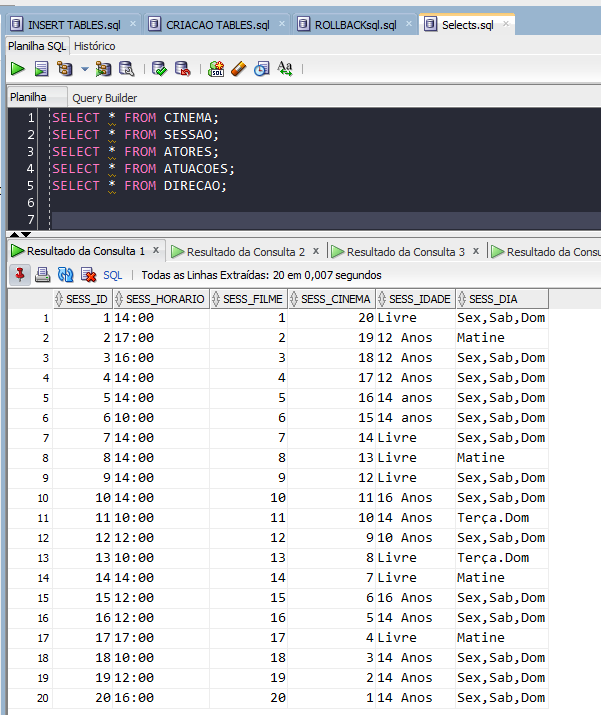 INSERT TABLES.sql CRIACAO TABLES.sql ROLLBACKsql.sql Selects.sql
Planilha SQL Histórico
Planilha Query Builder
1 SELECT * FROM CINEMA;
2 SELECT * FROM SESSAO;
3 SELECT * FROM ATORES;
4 SELECT * FROM ATUACOES;
5 SELECT * FROM DIRECAO;
6
7
Resultado da Consulta 1 x Resultado da Consulta 2 x Resultado da Consulta 3 x Resultado da Consu
SQL Todas as Linhas Extraídas: 20 em 0,007 segundos
SESS_ID SESS_HORARIO SESS_FILME SESS_CINEMA SESS_IDADE SESS_DIA
1 1 14:00 1 20 Livre Sex,Sab,Dom
2 2 17:00 2 19 12 Anos Matine
3 3 16:00 3 18 12 Anos Sex,Sab,Dom
4 4 14:00 4 17 12 Anos Sex,Sab,Dom
5 5 14:00 5 16 14 anos Sex,Sab,Dom
6 6 10:00 6 15 14 anos Sex,Sab,Dom
7 7 14:00 7 14 Livre Sex,Sab,Dom
8 8 14:00 8 13 Livre Matine
9 9 14:00 9 12 Livre Sex,Sab,Dom
10 10 14:00 10 11 16 Anos Sex,Sab,Dom
11 11 10:00 11 10 14 Anos Terça.Dom
12 12 12:00 12 9 10 Anos Sex,Sab,Dom
13 13 10:00 13 8 Livre Terça.Dom
14 14 14:00 14 7 Livre Matine
15 15 12:00 15 6 16 Anos Sex,Sab,Dom
16 16 12:00 16 5 14 Anos Sex,Sab,Dom
17 17 17:00 17 4 Livre Matine
18 18 10:00 18 3 14 Anos Sex,Sab,Dom
19 19 12:00 19 2 14 Anos Sex,Sab,Dom
20 20 16:00 20 1 14 Anos Sex,Sab,Dom